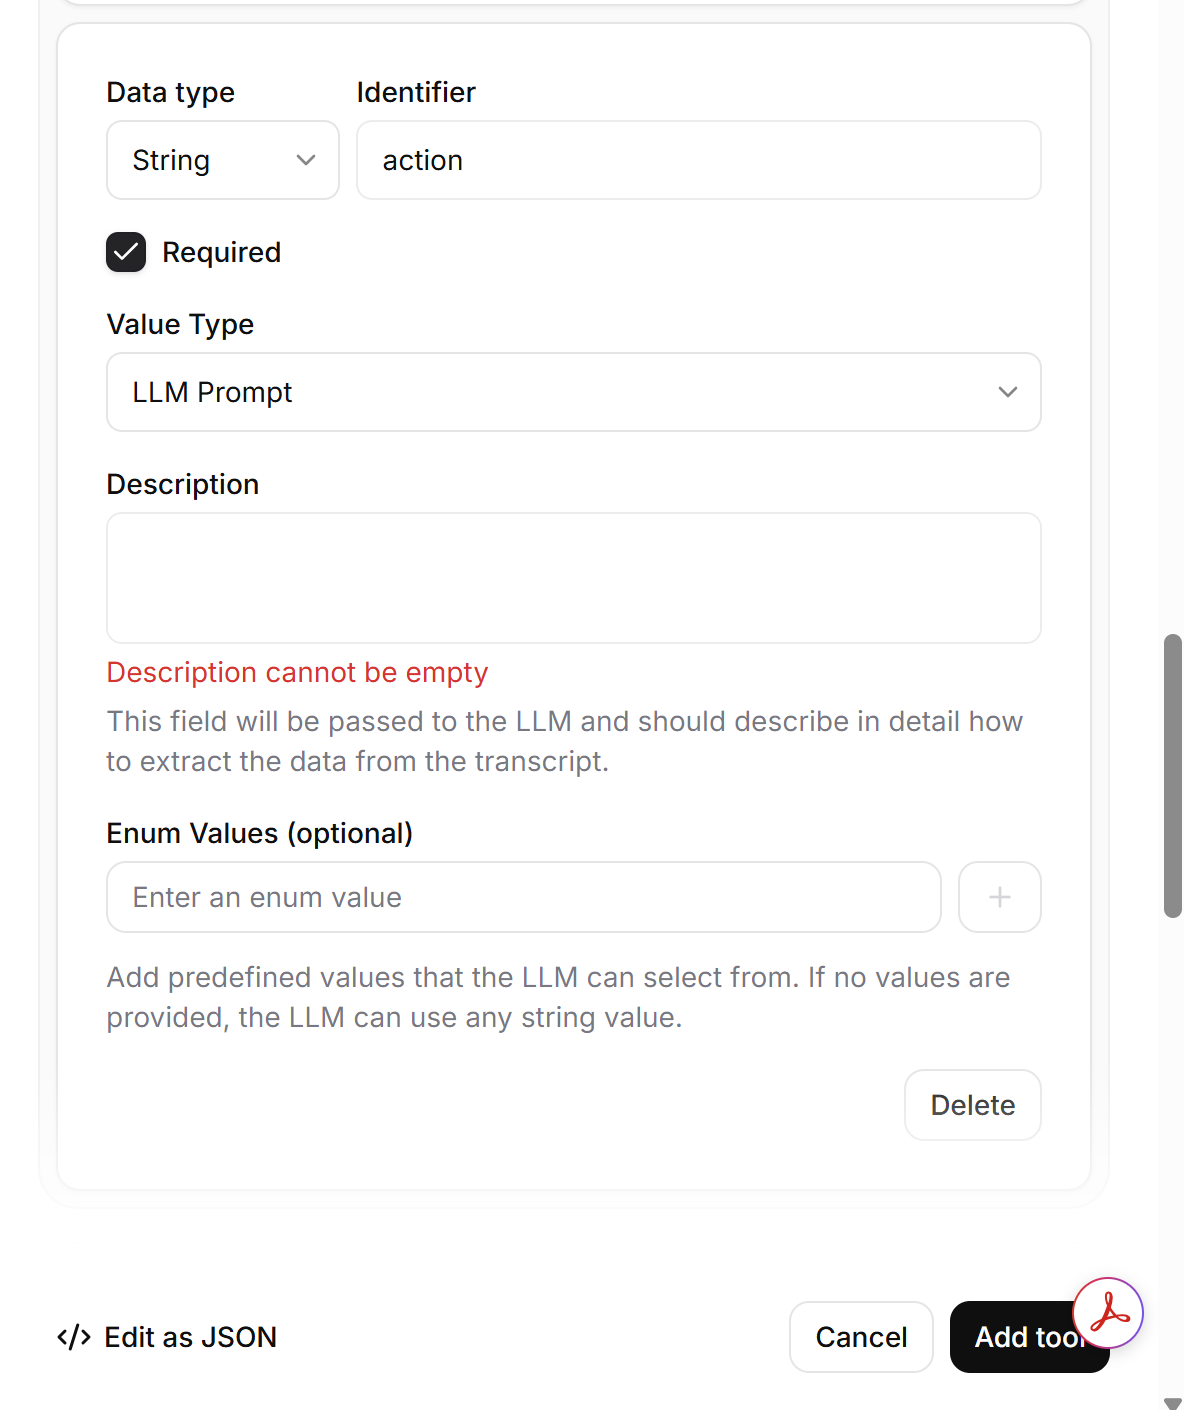 Data type
Identifier
String
action
Required
Value Type
LLM Prompt
Description
Description cannot be empty
This field will be passed to the LLM and should describe in detail how
to extract the data from the transcript.
Enum Values (optional)
Enter an enum value
Add predefined values that the LLM can select from. If no values are
provided, the LLM can use any string value.
Delete
</> Edit as JSON
Cancel
Add tool